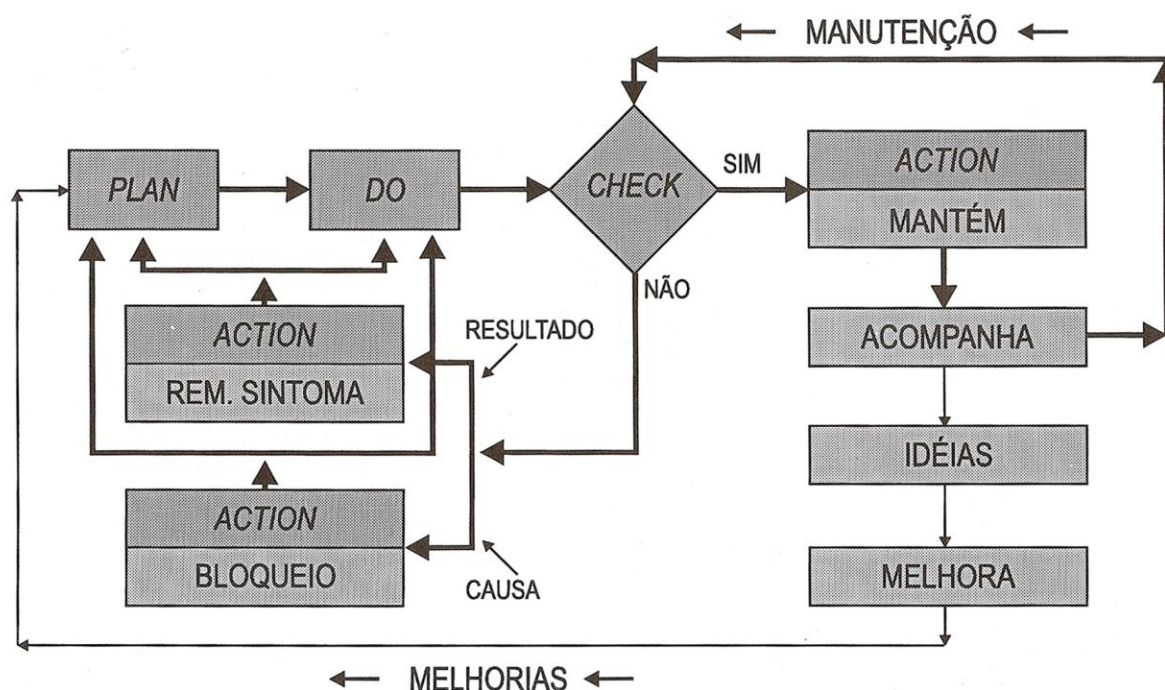 MANUTENÇÃO
PLAN
DO
CHECK
SIM
ACTION
MANTÉM
NÃO
ACTION
REM. SINTOMA
RESULTADO
ACOMPANHA
IDÉIAS
ACTION
BLOQUEIO
CAUSA
MELHORA
MELHORIAS